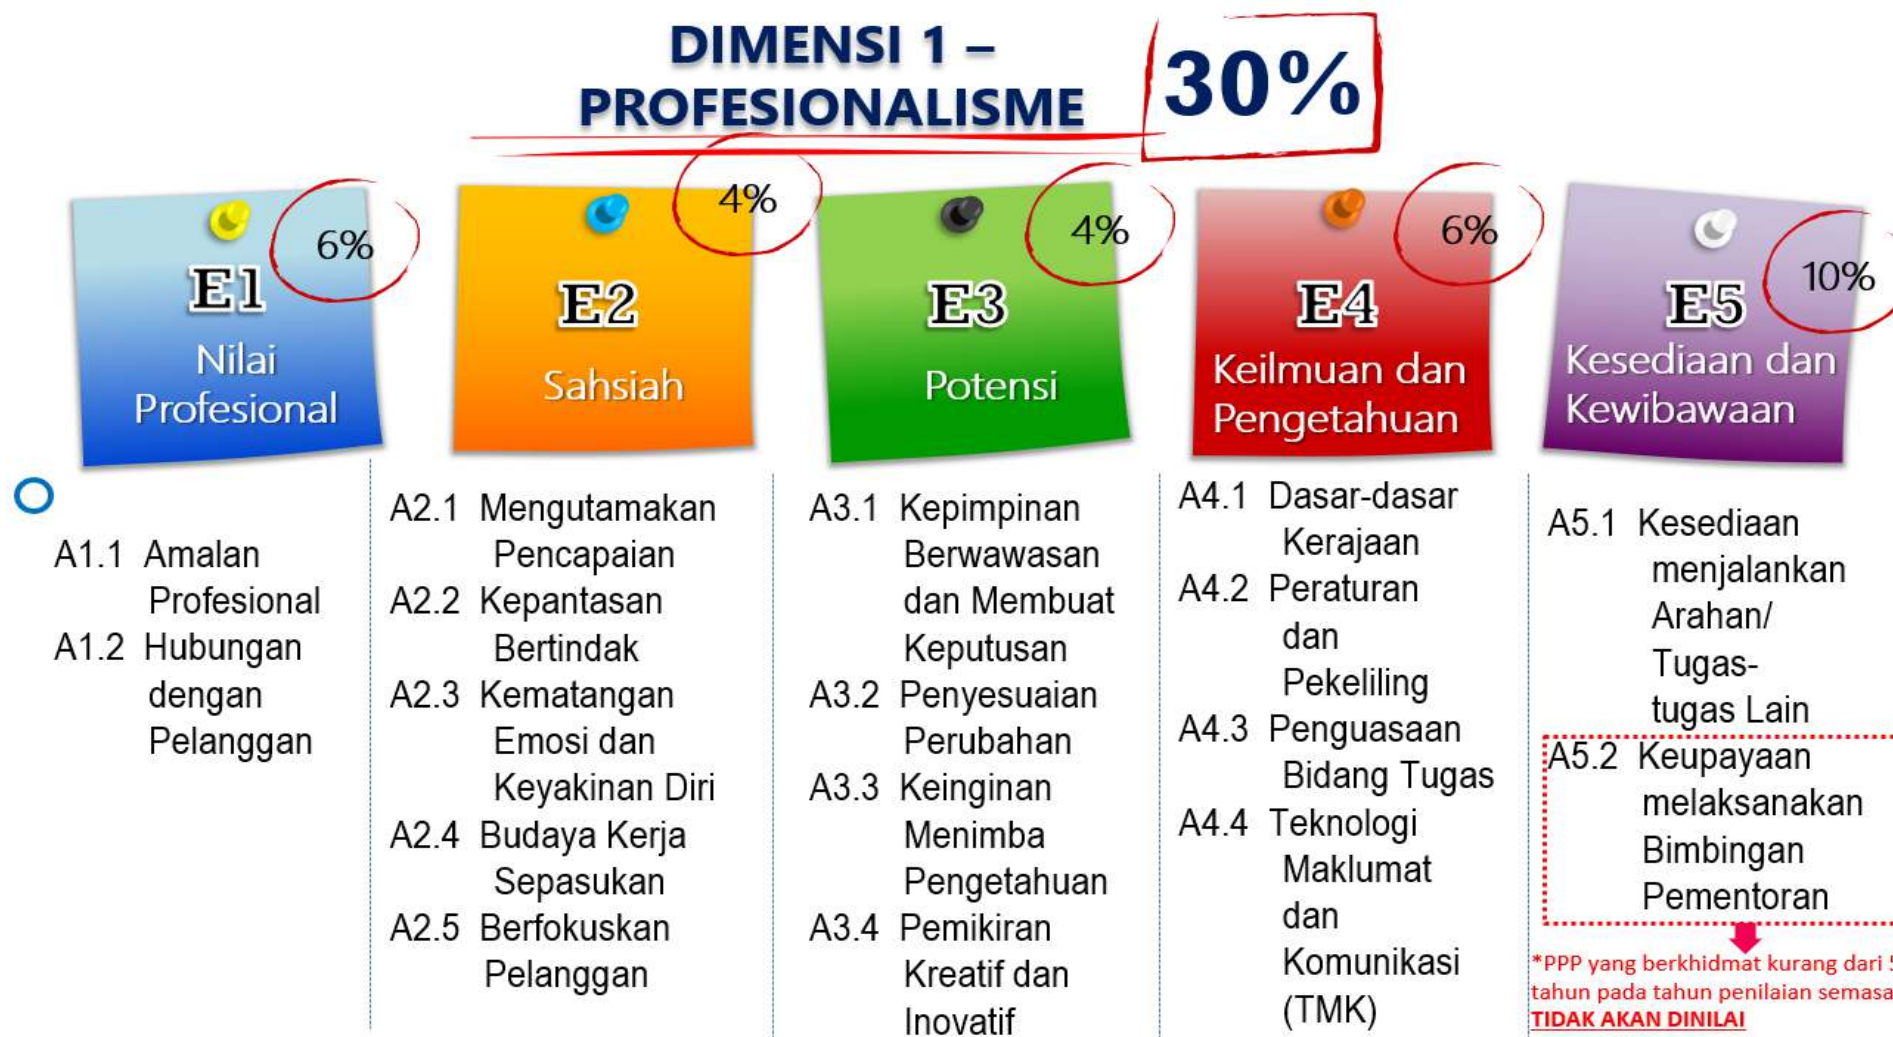 DIMENSI 1 –
PROFESIONALISME
30%
6%
E1
Nilai
Profesional
4%
E2
Sahsiah
4%
E3
Potensi
6%
E4
Keilmuan dan
Pengetahuan
10%
E5
Kesediaan dan
Kewibawaan
A1.1 Amalan
Profesional
A1.2 Hubungan
dengan
Pelanggan
A2.1 Mengutamakan
Pencapaian
A2.2 Kepantasan
Bertindak
A2.3 Kematangan
Emosi dan
Keyakinan Diri
A2.4 Budaya Kerja
Sepasukan
A2.5 Berfokuskan
Pelanggan
A3.1 Kepimpinan
Berwawasan
dan Membuat
Keputusan
A3.2 Penyesuaian
Perubahan
A3.3 Keinginan
Menimba
Pengetahuan
A3.4 Pemikiran
Kreatif dan
Inovatif
A4.1 Dasar-dasar
Kerajaan
A4.2 Peraturan
dan
Pekeliling
A4.3 Penguasaan
Bidang Tugas
A4.4 Teknologi
Maklumat
dan
Komunikasi
(TMK)
A5.1 Kesediaan
menjalankan
Arahan/
Tugas-
tugas Lain
A5.2 Keupayaan
melaksanakan
Bimbingan
Pementoran
*PPP yang berkhidmat kurang dari
tahun pada tahun penilaian semasa
TIDAK AKAN DINILAI